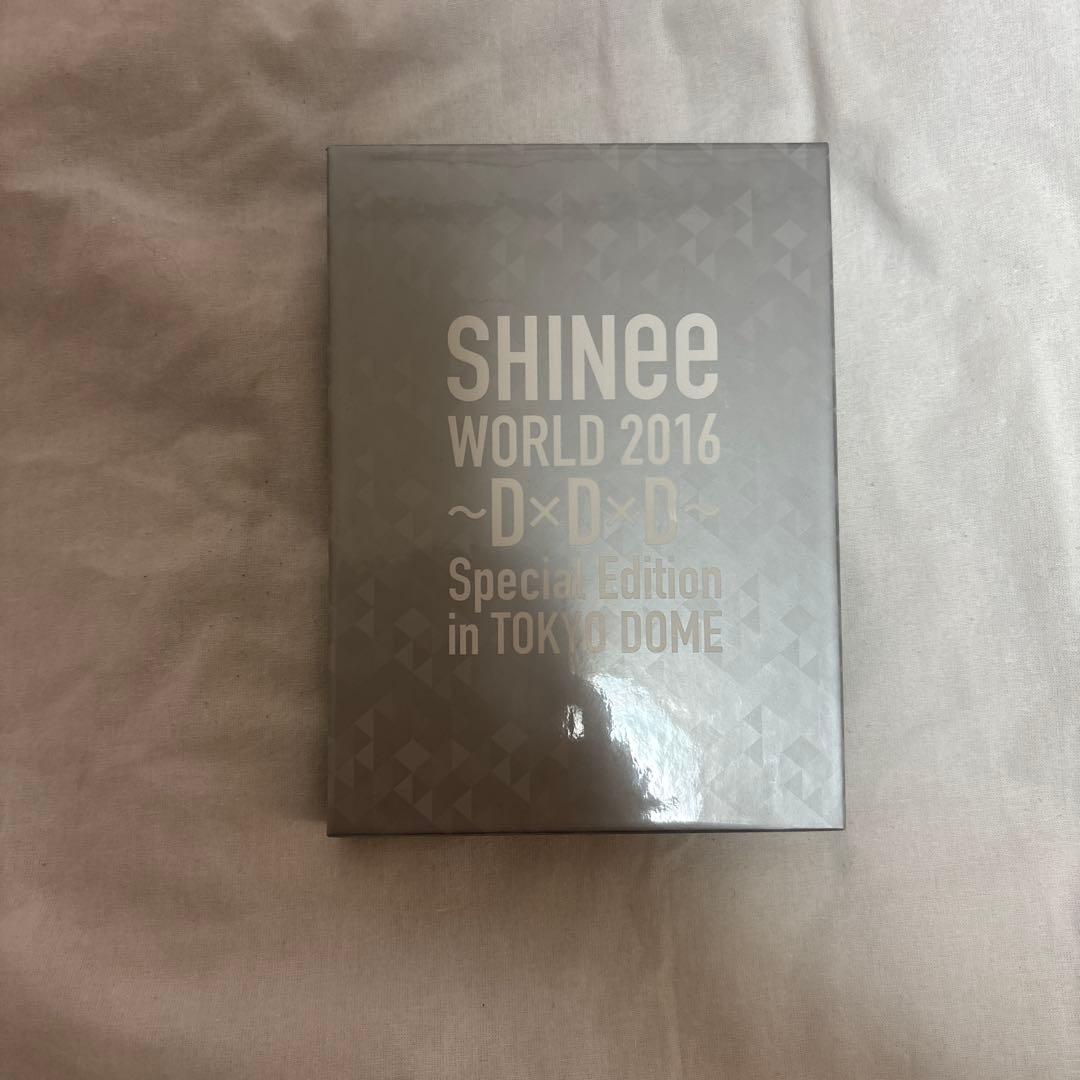 SHINee
WORLD 2016
～D×D×D～
Special Edition
in TOKYO DOME